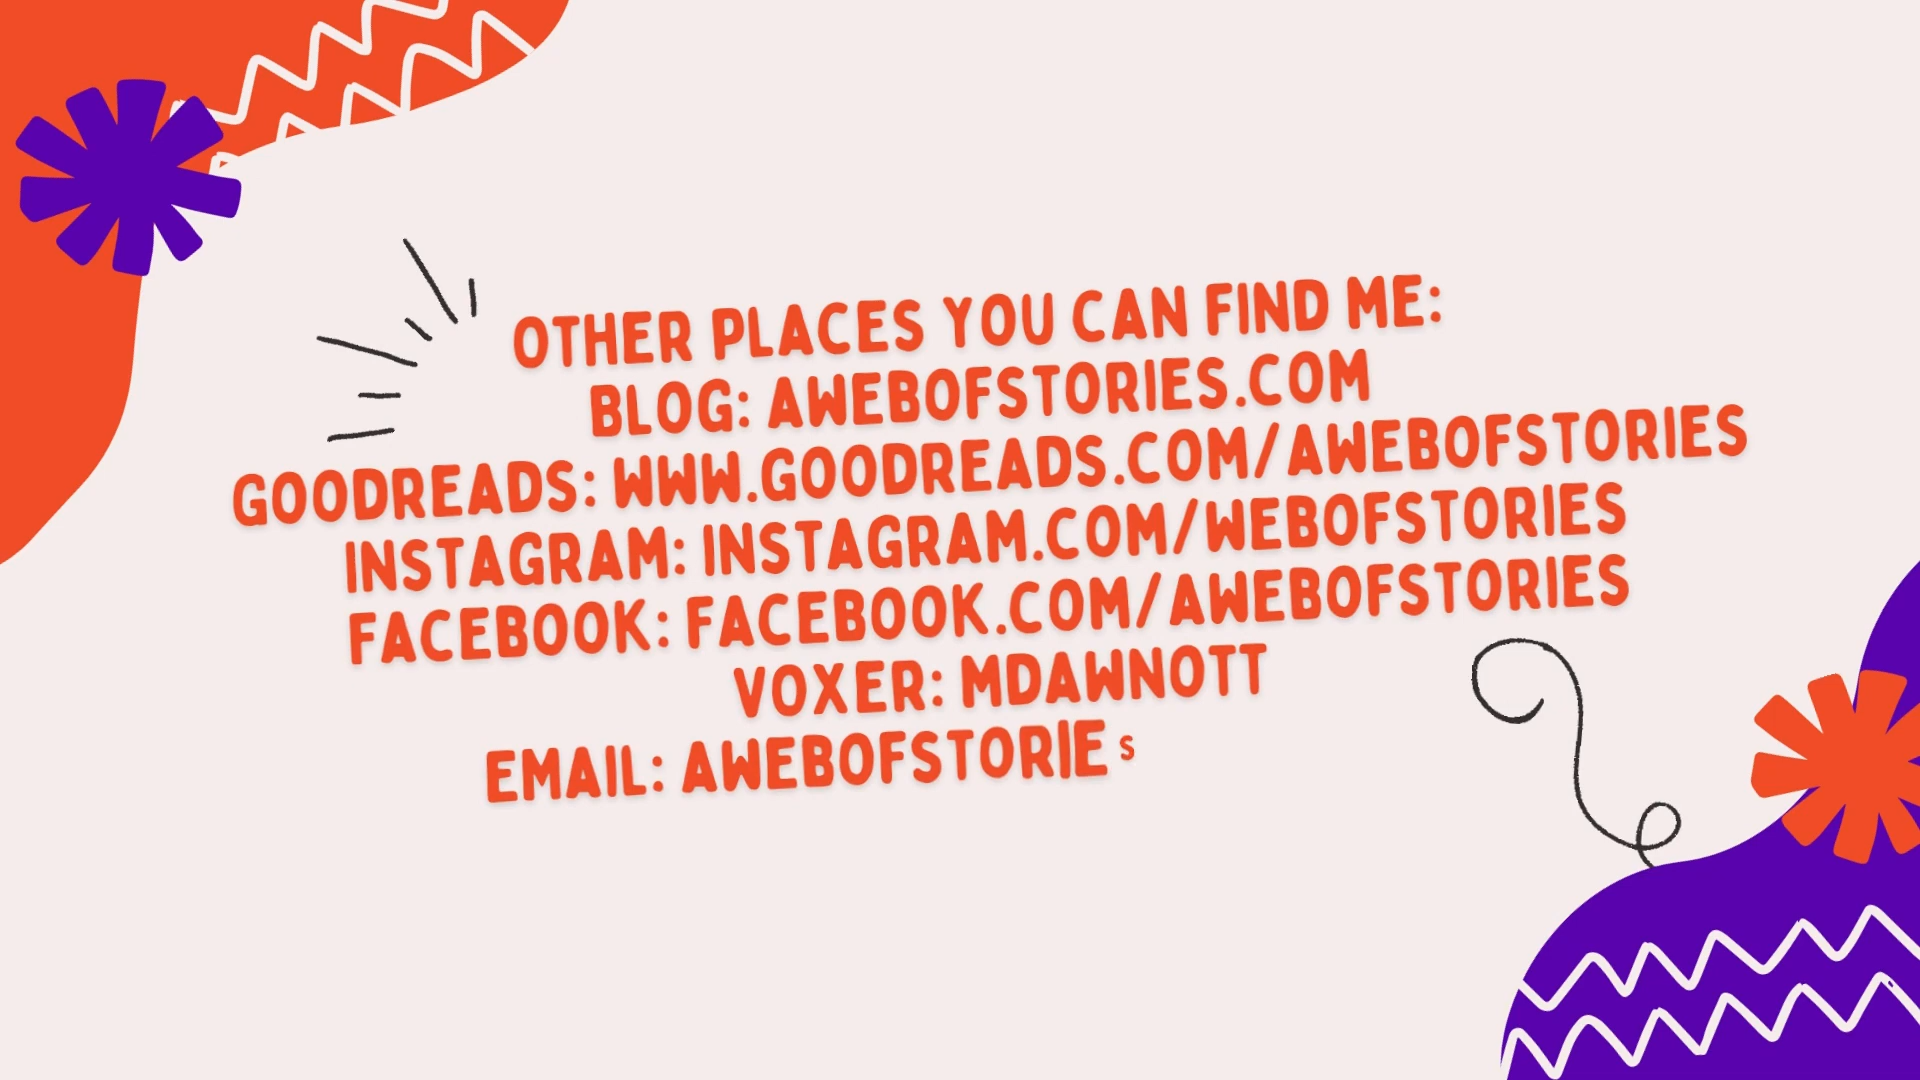 OTHER PLACES YOU CAN FIND ME:
BLOG: AWEBOFSTORIES.COM
GOODREADS: WWW.GOODREADS.COM/AWEBOFSTORIES
INSTAGRAM: INSTAGRAM.COM/WEBOFSTORIES
FACEBOOK: FACEBOOK.COM/AWEBOFSTORIES
VOXER: MDAWNOTT
EMAIL: AWEBOFSTORIES